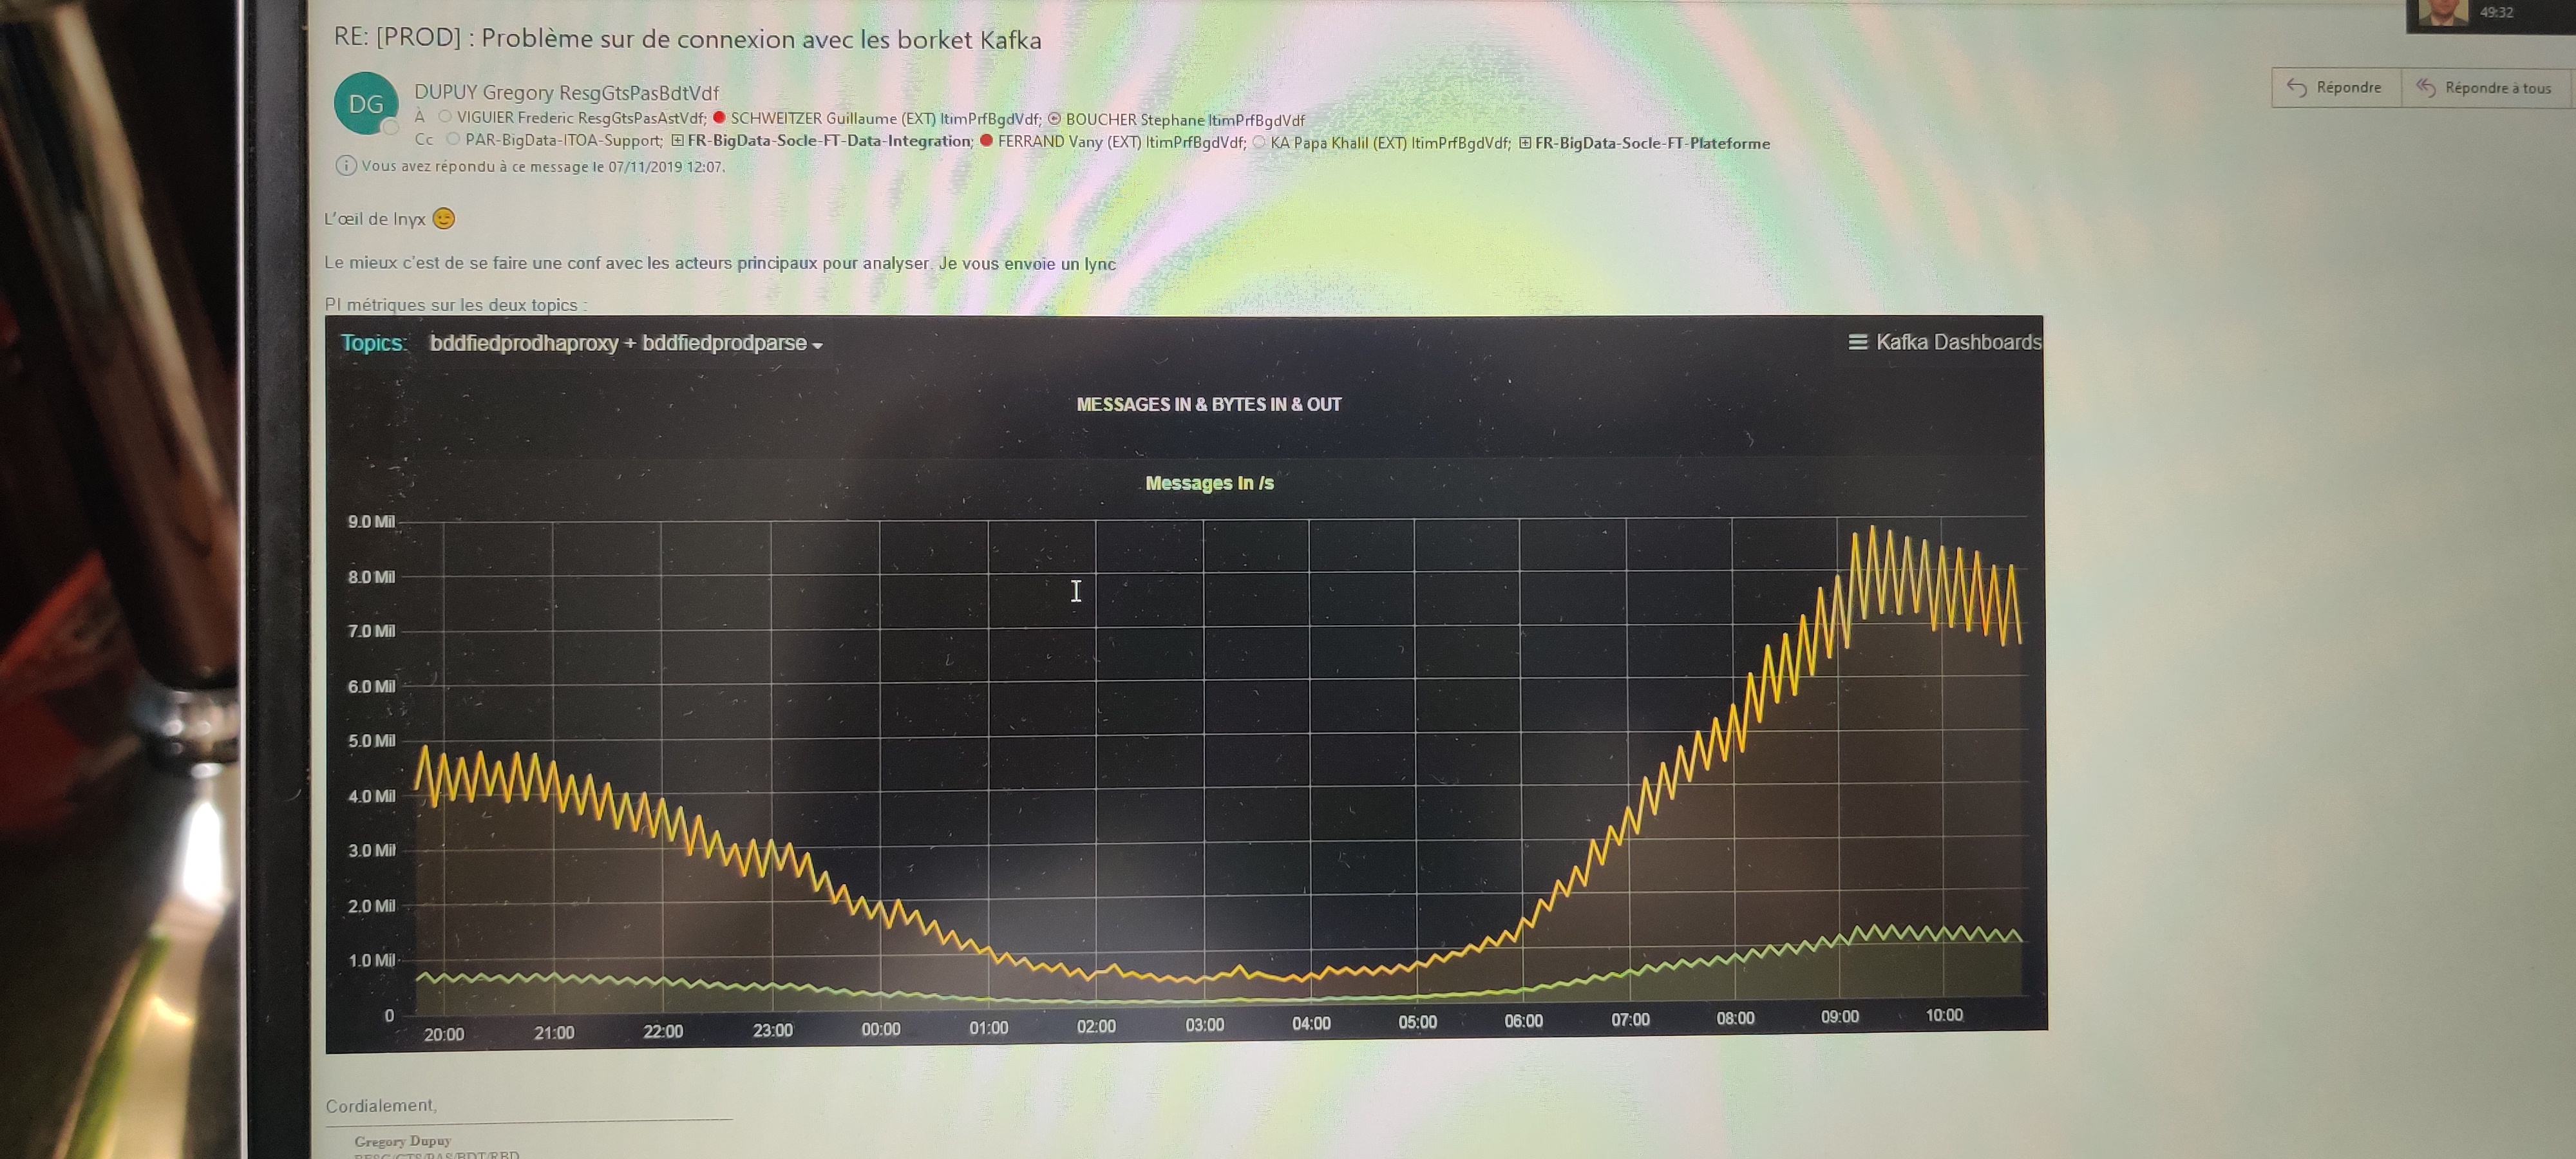 49:32
RE: [PROD] : Problème sur de connexion avec les borket Kafka
Répondre
Répondre à tous
DG
DUPUY Gregory ResgGtsPasBdtVdf
À VIGUIER Frederic ResgGtsPasAstVdf; SCHWEITZER Guillaume (EXT) ItimPrfBgdVdf; BOUCHER Stephane ItimPrfBgdVdf
Cc PAR-BigData-ITOA-Support; FR-BigData-Socle-FT-Data-Integration; FERRAND Vany (EXT) ItimPrfBgdVdf; KA Papa Khalil (EXT) ItimPrfBgdVdf; FR-BigData-Socle-FT-Plateforme
Vous avez répondu à ce message le 07/11/2019 12:07.
L'œil de lnyx 😉
Le mieux c'est de se faire une conf avec les acteurs principaux pour analyser. Je vous envoie un lync
PI métriques sur les deux topics :
Topics: bddfiedprodhaproxy + bddfiedprodparse
Kafka Dashboards
MESSAGES IN & BYTES IN & OUT
Messages In /s
9.0 Mil
8.0 Mil
7.0 Mil
6.0 Mil
5.0 Mil
4.0 Mil
3.0 Mil
2.0 Mil
1.0 Mil
0
20:00 21:00 22:00 23:00 00:00 01:00 02:00 03:00 04:00 05:00 06:00 07:00 08:00 09:00 10:00
Cordialement,
Gregory Dupuy
RESG/GTS/PAS/BDT/RBD